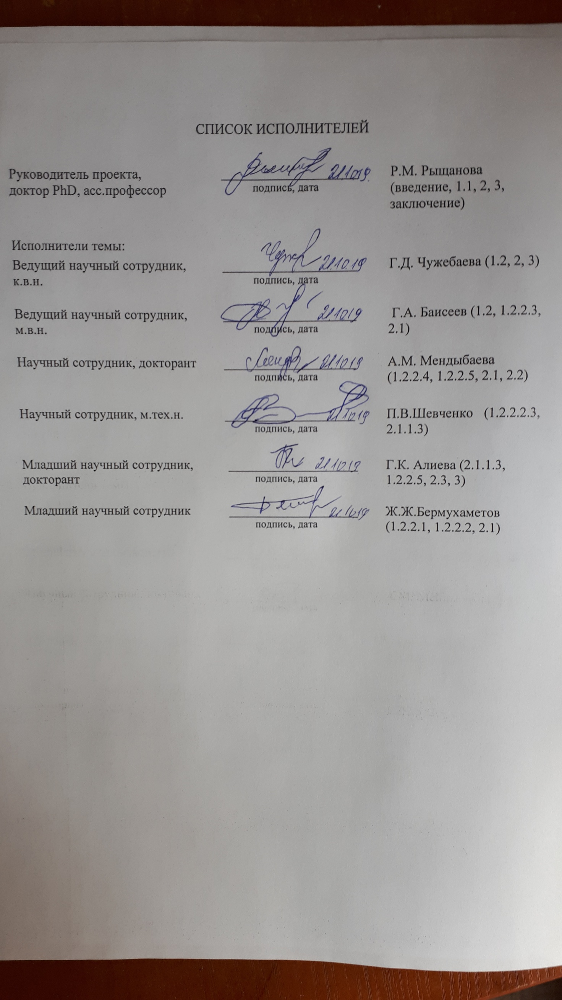 СПИСОК ИСПОЛНИТЕЛЕЙ
Руководитель проекта,
доктор PhD, асс.профессор
21.10.19.
подпись, дата
Р.М. Рыщанова
(введение, 1.1, 2, 3,
заключение)
Исполнители темы:
Ведущий научный сотрудник,
к.в.н.
21.10.19
подпись, дата
Г.Д. Чужебаева (1.2, 2, 3)
Ведущий научный сотрудник,
м.в.н.
21.10.19
подпись, дата
Г.А. Баисеев (1.2, 1.2.2.3,
2.1)
Научный сотрудник, докторант
21.10.19
подпись, дата
А.М. Мендыбаева
(1.2.2.4, 1.2.2.5, 2.1, 2.2)
Научный сотрудник, м.тех.н.
21.10.19
подпись, дата
П.В.Шевченко (1.2.2.2.3,
2.1.1.3)
Младший научный сотрудник,
докторант
21.10.19
подпись, дата
Г.К. Алиева (2.1.1.3,
1.2.2.5, 2.3, 3)
Младший научный сотрудник
21.10.19
подпись, дата
Ж.Ж.Бермухаметов
(1.2.2.1, 1.2.2.2, 2.1)